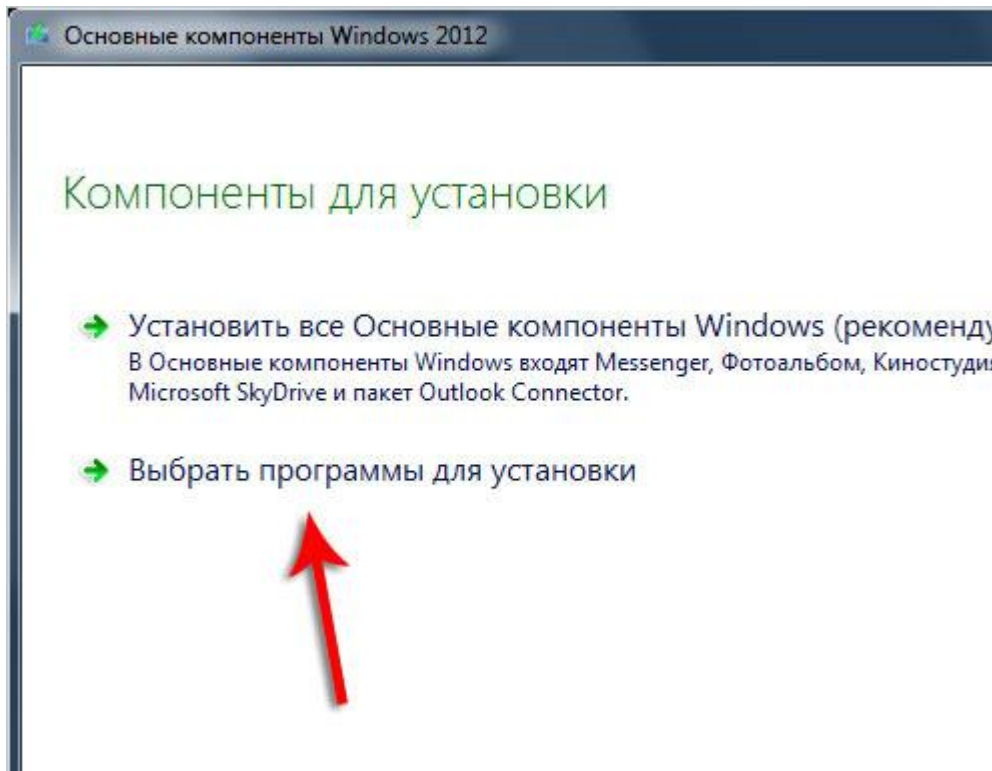 Основные компоненты Windows 2012
Компоненты для установки
Установить все Основные компоненты Windows
В Основные компоненты Windows входят Messenger, Фотоальбом,
Microsoft SkyDrive и пакет Outlook Connector.
Выбрать программы для установки